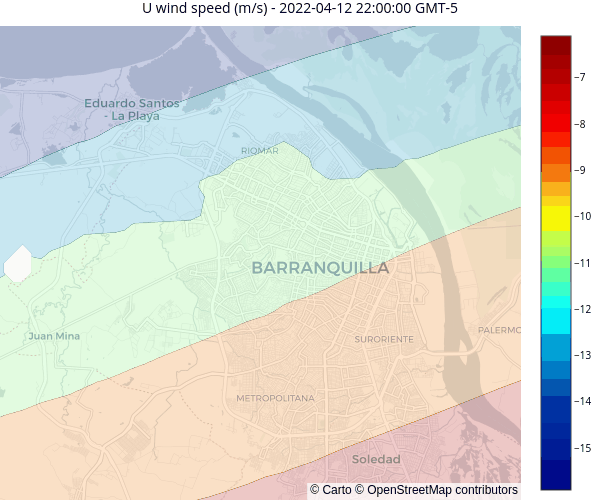 U wind speed (m/s) - 2022-04-12 22:00:00 GMT-5
Eduardo Santos
- La Playa
RIOMAR
BARRANQUILLA
Juan Mina
SURORIENTE
PALERMO
METROPOLITANA
Soledad
© Carto © OpenStreetMap contributors
−7
−8
−9
−10
−11
−12
−13
−14
−15